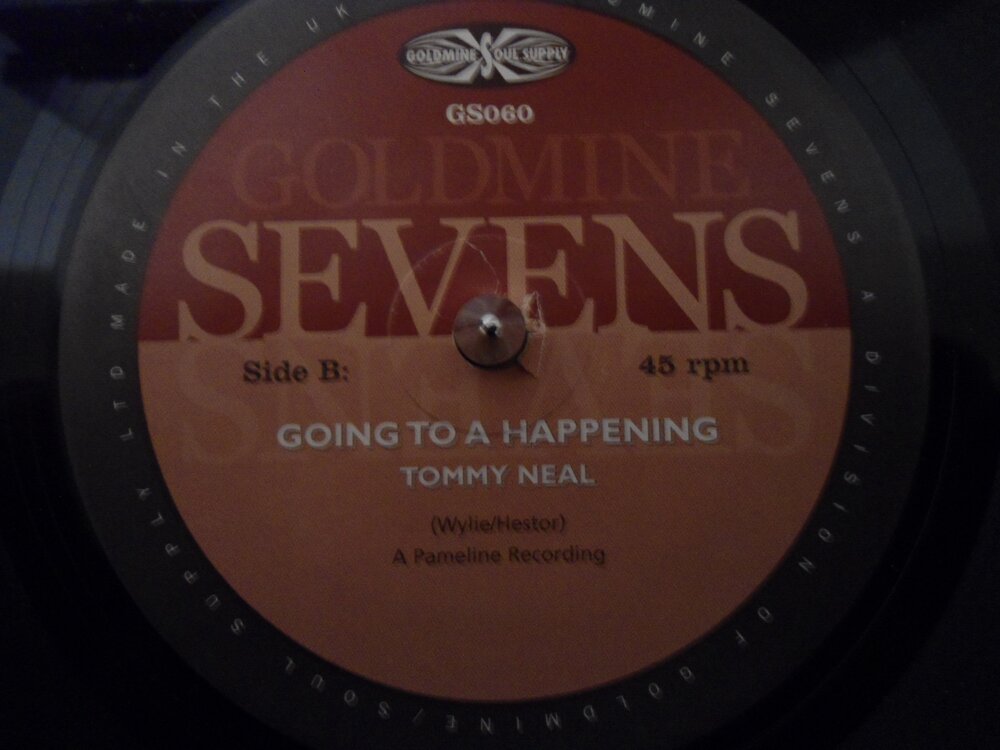 GOLDMINE SOUL SUPPLY
GS060
GOLDMINE
SEVENS
SEVENS
Side B:
45 rpm
GOING TO A HAPPENING
TOMMY NEAL
(Wylie/Hestor)
A Pameline Recording
SEVENS A DIVISION OF GOLDMINE/SOUL SUPPLY LTD MADE IN THE UK